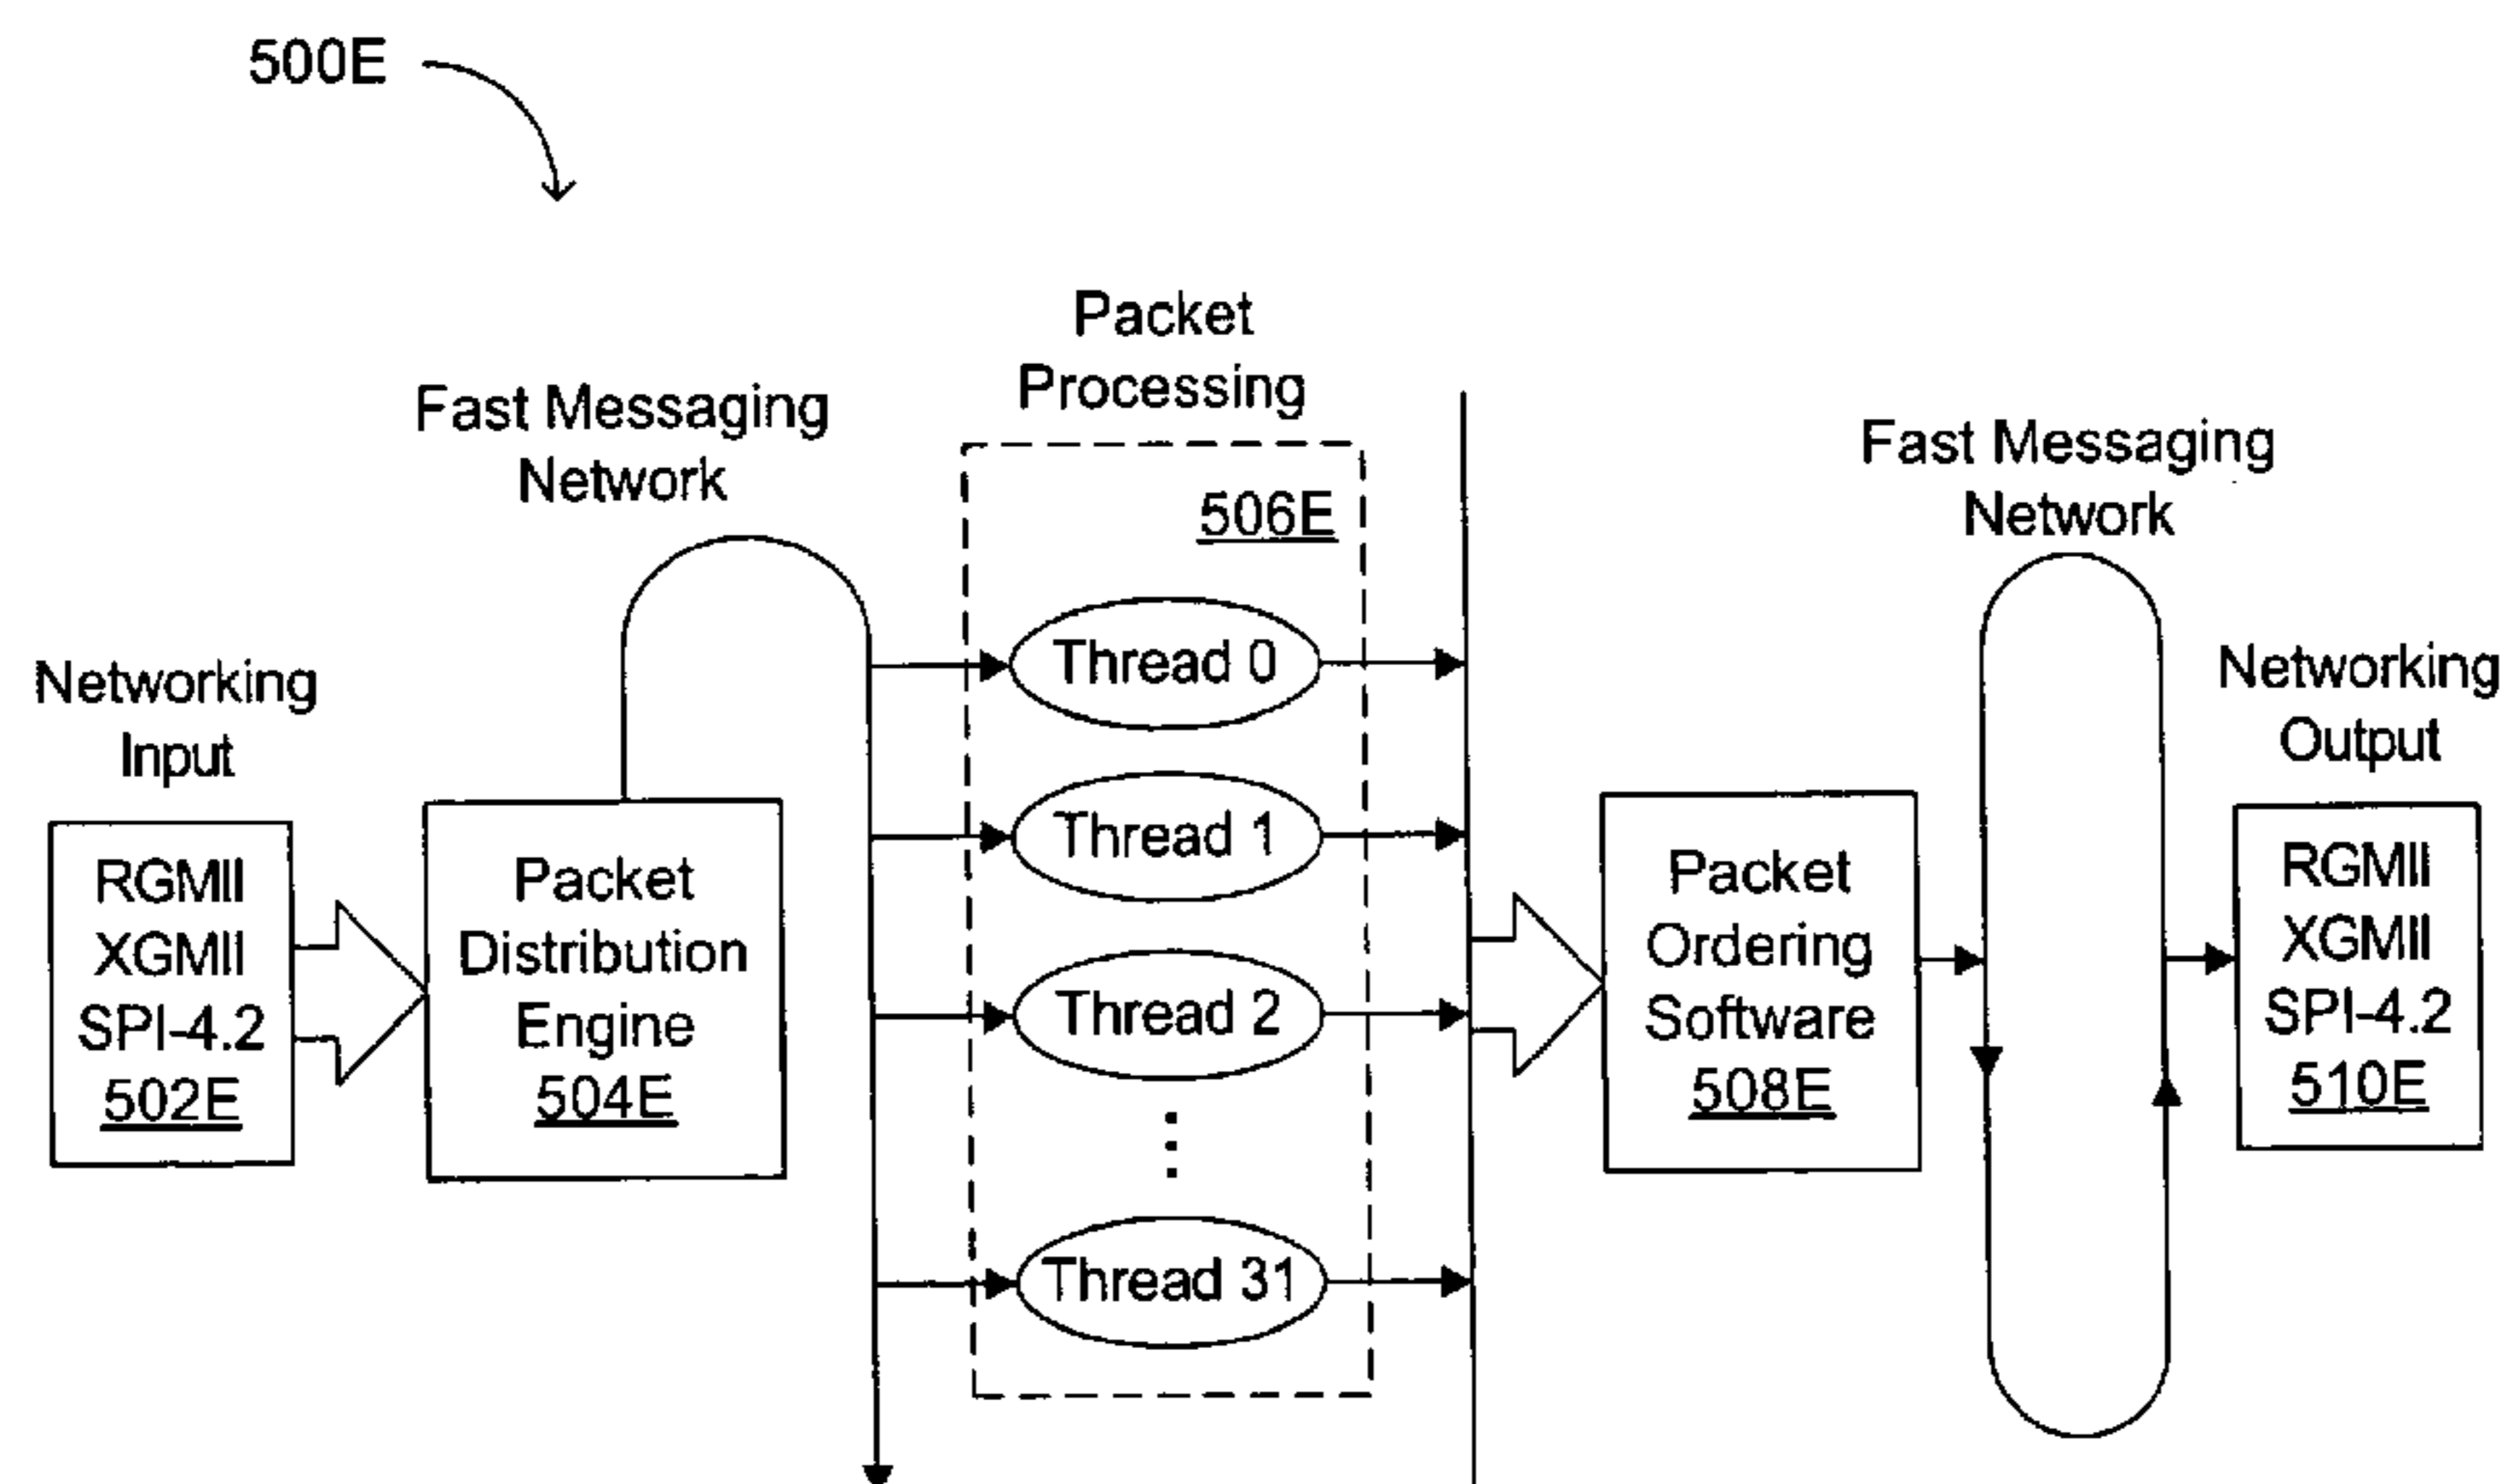 500E
Packet
Processing
Fast Messaging
Network
Fast Messaging
Network
506E
Networking
Input
Thread 0
Thread 1
Thread 2
Thread 31
Networking
Output
RGMII
XGMII
SPI-4.2
502E
Packet
Distribution
Engine
504E
Packet
Ordering
Software
508E
RGMII
XGMII
SPI-4.2
510E